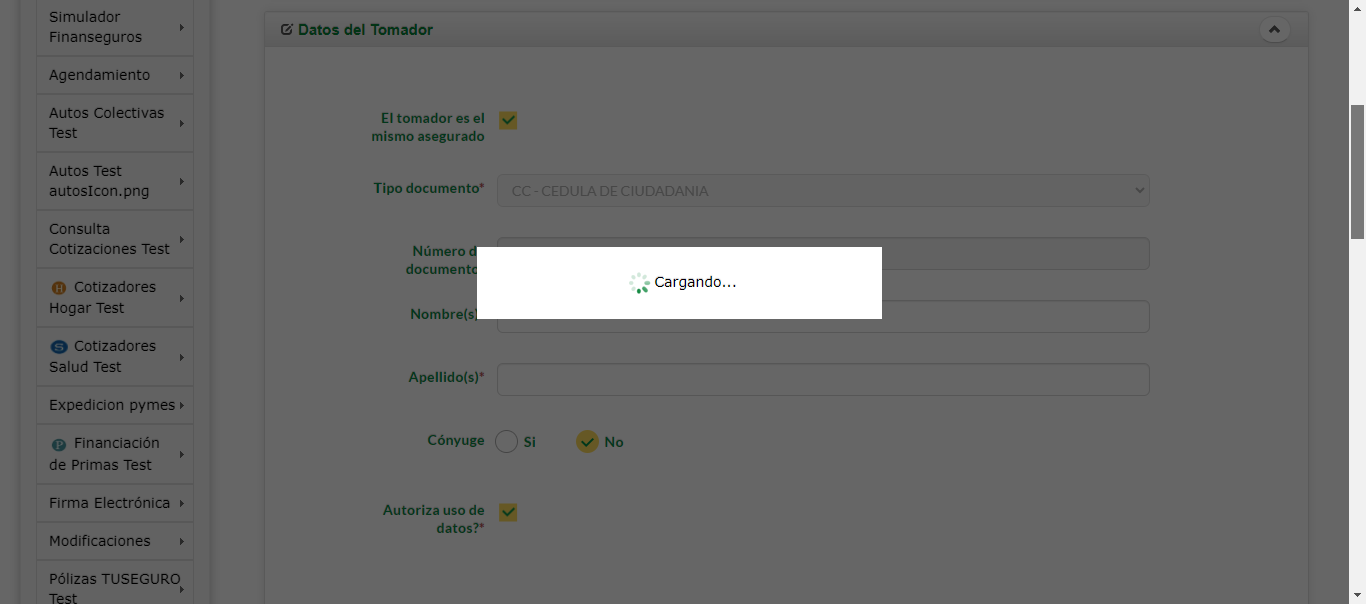 Simulador
Finanseguros
Agendamiento
Autos Colectivas
Test
Autos Test
autosIcon.png
Consulta
Cotizaciones Test
H Cotizadores
Hogar Test
S Cotizadores
Salud Test
Expedicion pymes
P Financiación
de Primas Test
Firma Electrónica
Modificaciones
Pólizas TUSEGURO
Test
Datos del Tomador
El tomador es el
mismo asegurado
Tipo documento*
CC - CEDULA DE CIUDADANIA
Número d
documento
Cargando...
Nombre(s)
Apellido(s)*
Cónyuge Si No
Autoriza uso de
datos?*